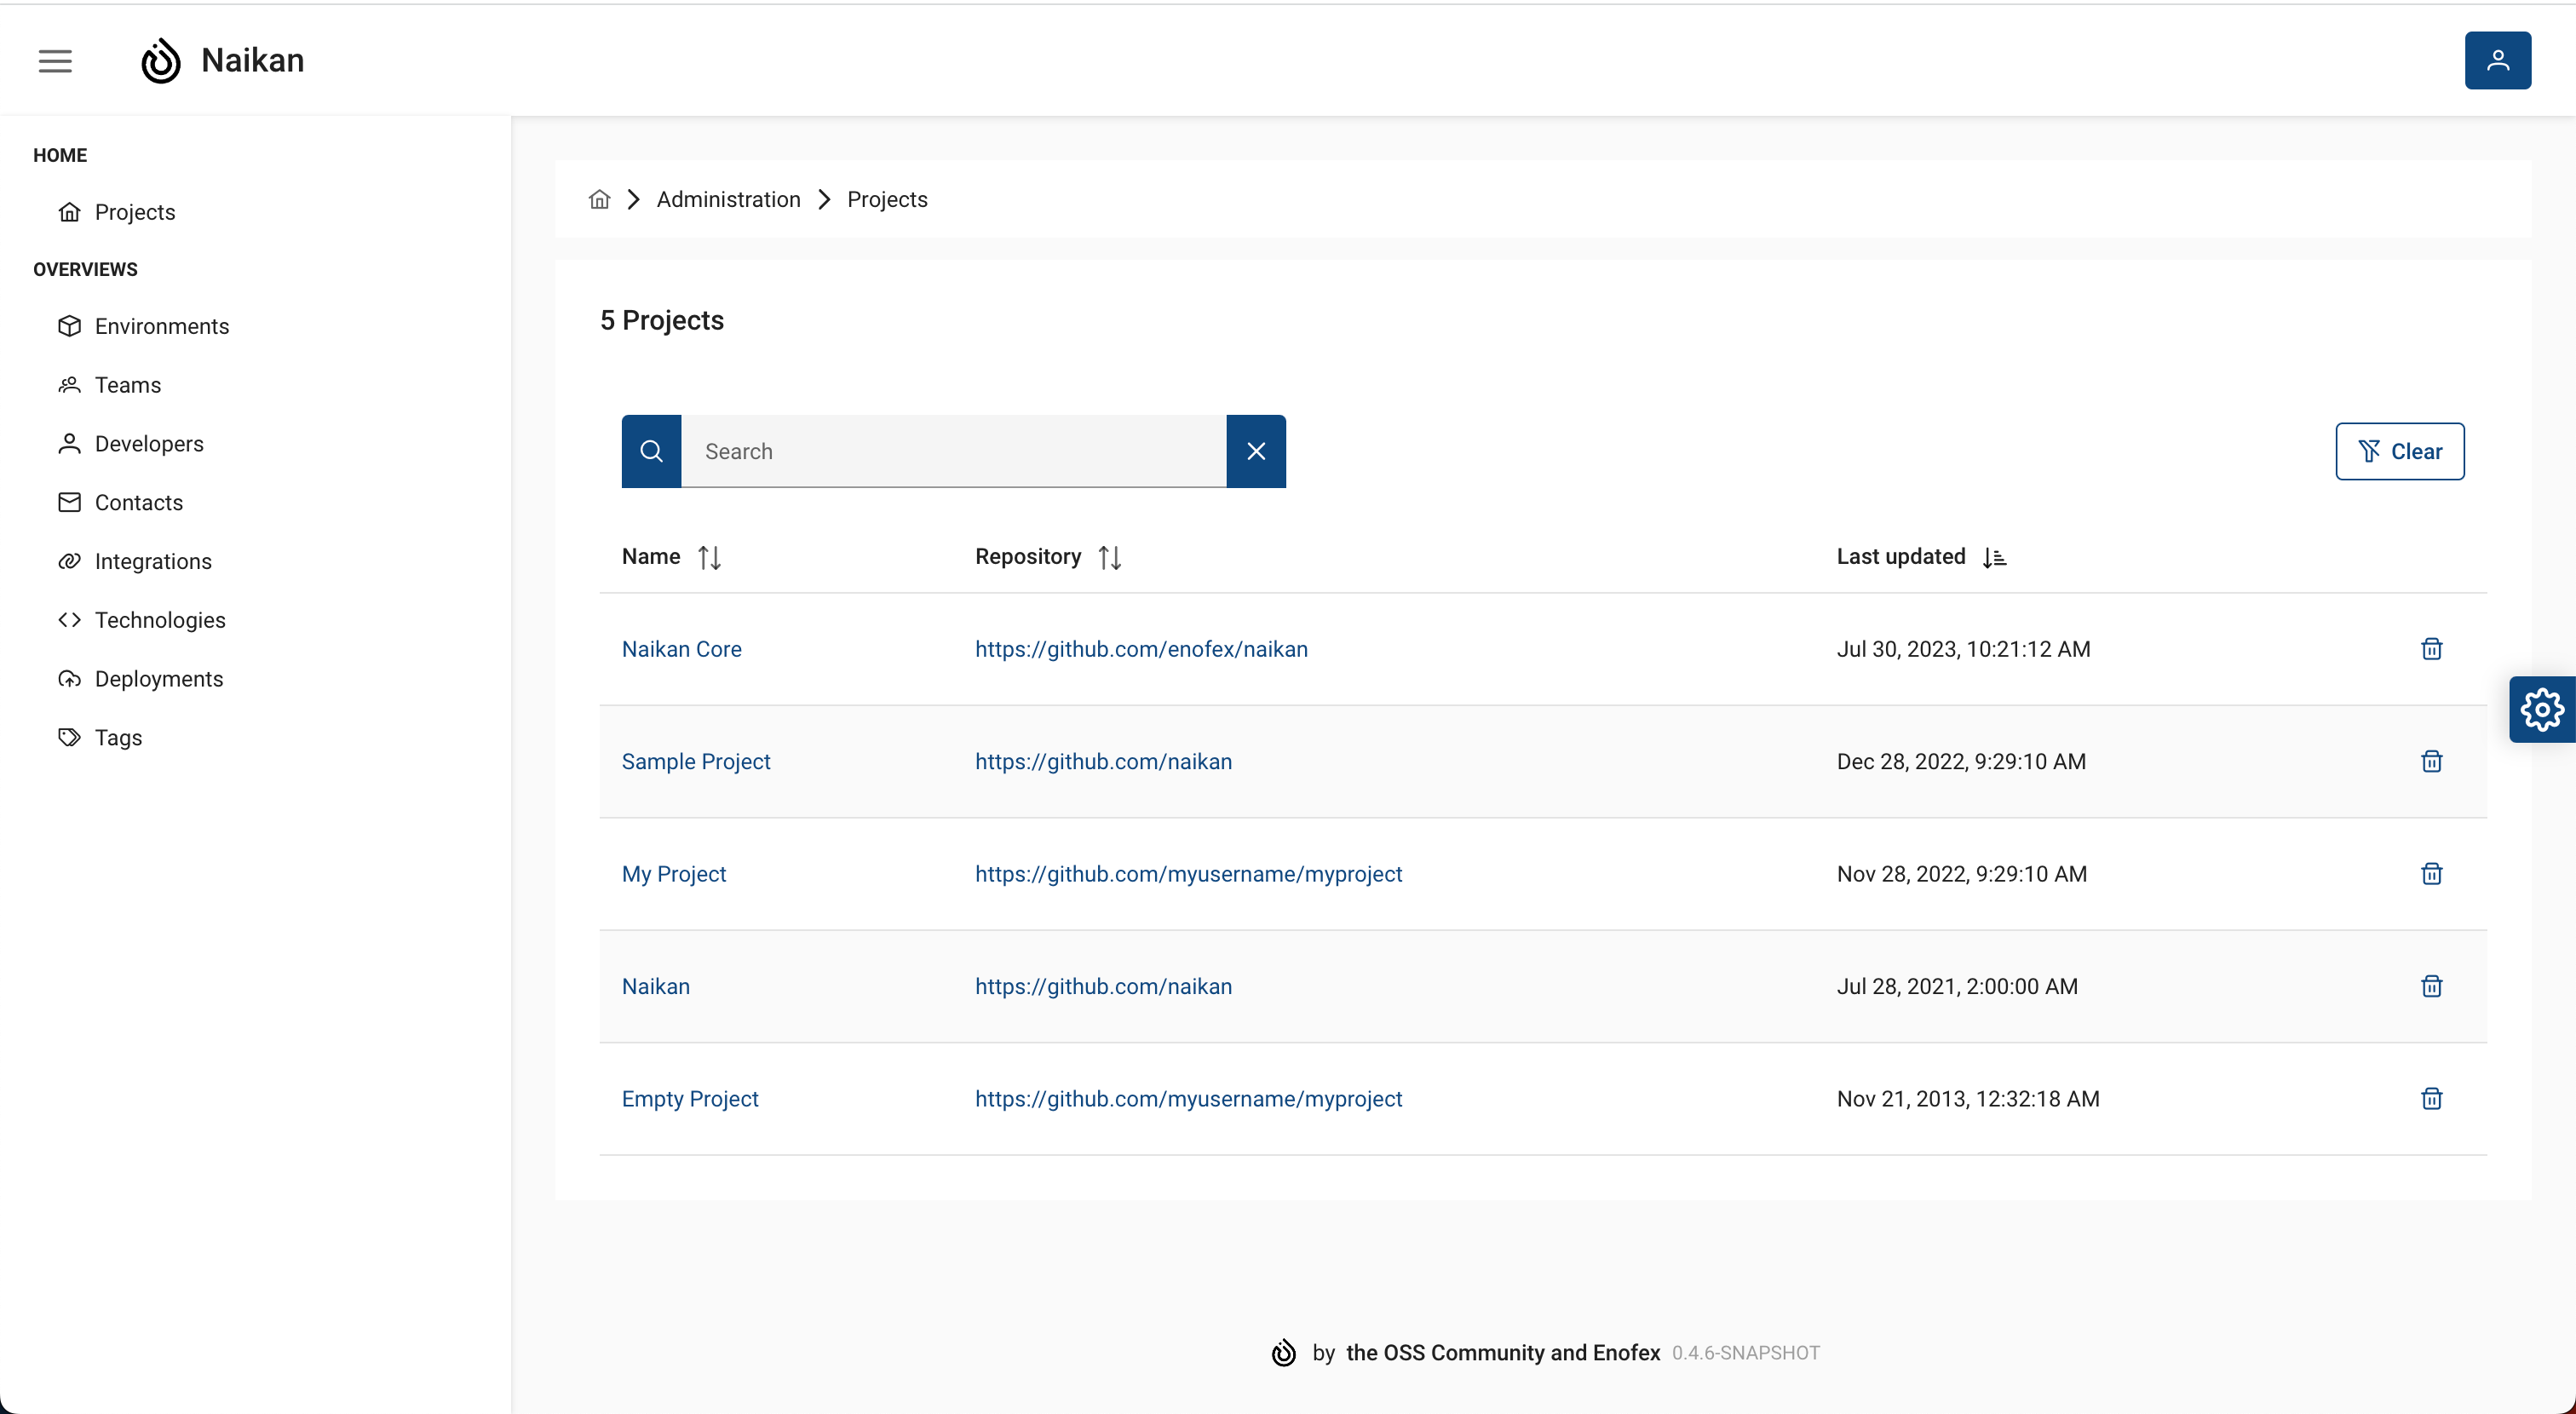 Naikan
HOME
Projects
OVERVIEWS
Environments
Teams
Developers
Contacts
Integrations
Technologies
Deployments
Tags
Administration Projects
5 Projects
Search Clear
Name Repository Last updated
Naikan Core https://github.com/enofex/naikan Jul 30, 2023, 10:21:12 AM
Sample Project https://github.com/naikan Dec 28, 2022, 9:29:10 AM
My Project https://github.com/myusername/myproject Nov 28, 2022, 9:29:10 AM
Naikan https://github.com/naikan Jul 28, 2021, 2:00:00 AM
Empty Project https://github.com/myusername/myproject Nov 21, 2013, 12:32:18 AM
by the OSS Community and Enofex 0.4.6-SNAPSHOT